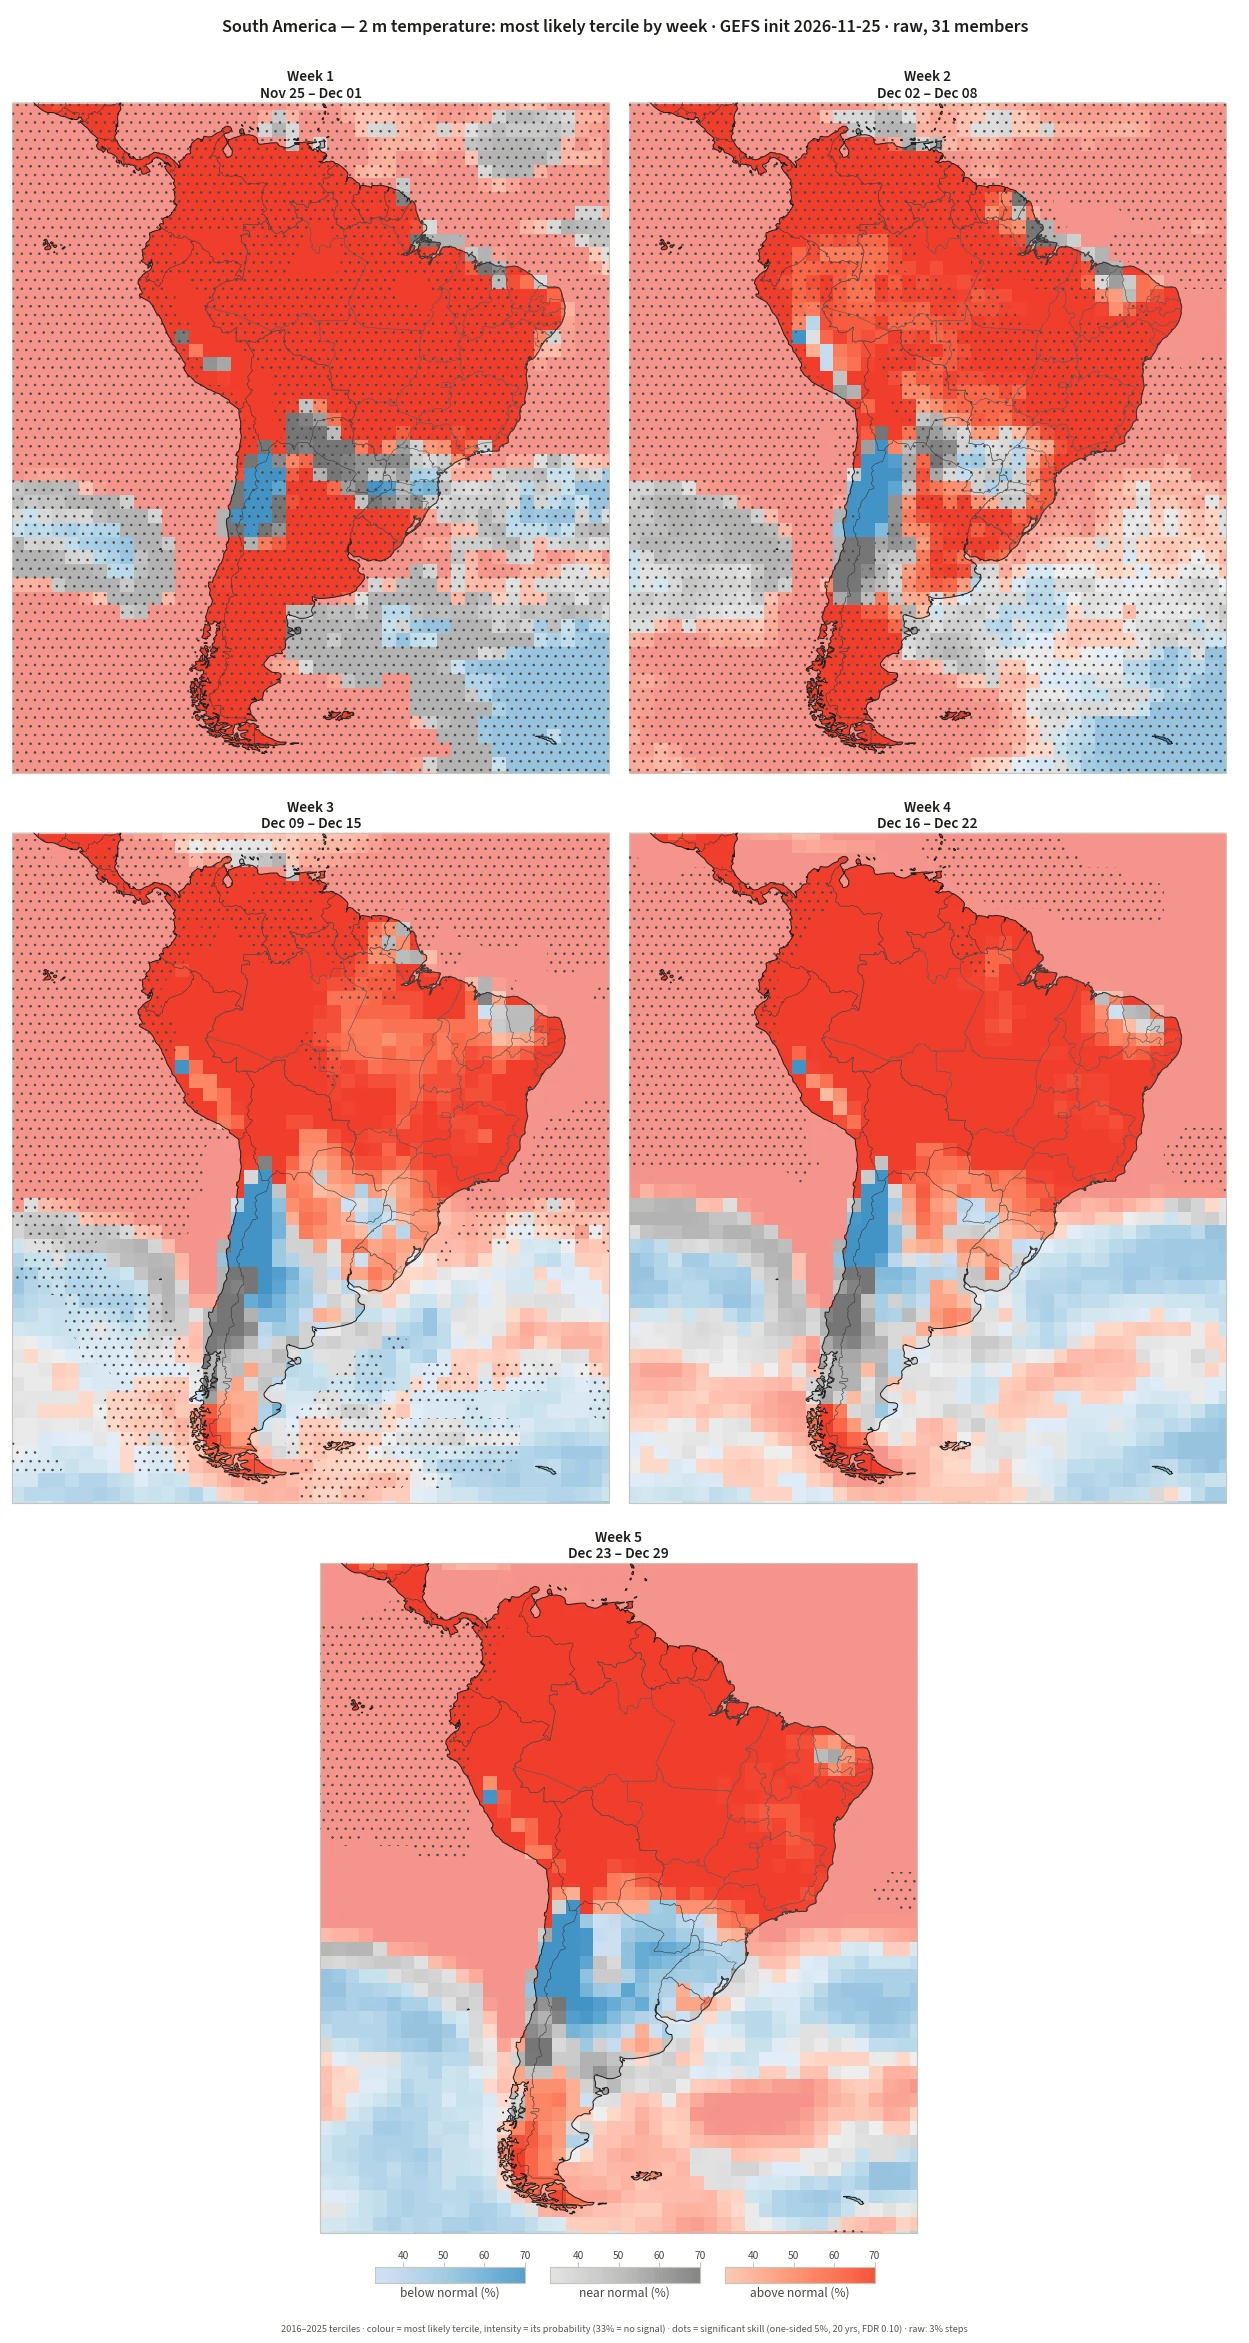 South America — 2 m temperature: most likely tercile by week · GEFS init 2026-11-25 · raw, 31 members
Week 1
Nov 25 – Dec 01
Week 2
Dec 02 – Dec 08
Week 3
Dec 09 – Dec 15
Week 4
Dec 16 – Dec 22
Week 5
Dec 23 – Dec 29
40 50 60 70
below normal (%)
40 50 60 70
near normal (%)
40 50 60 70
above normal (%)
2016–2025 terciles · colour = most likely tercile, intensity = its probability (33% = no signal) · dots = significant skill (one-sided 5%, 20 yrs, FDR 0.10) · raw: 3% steps